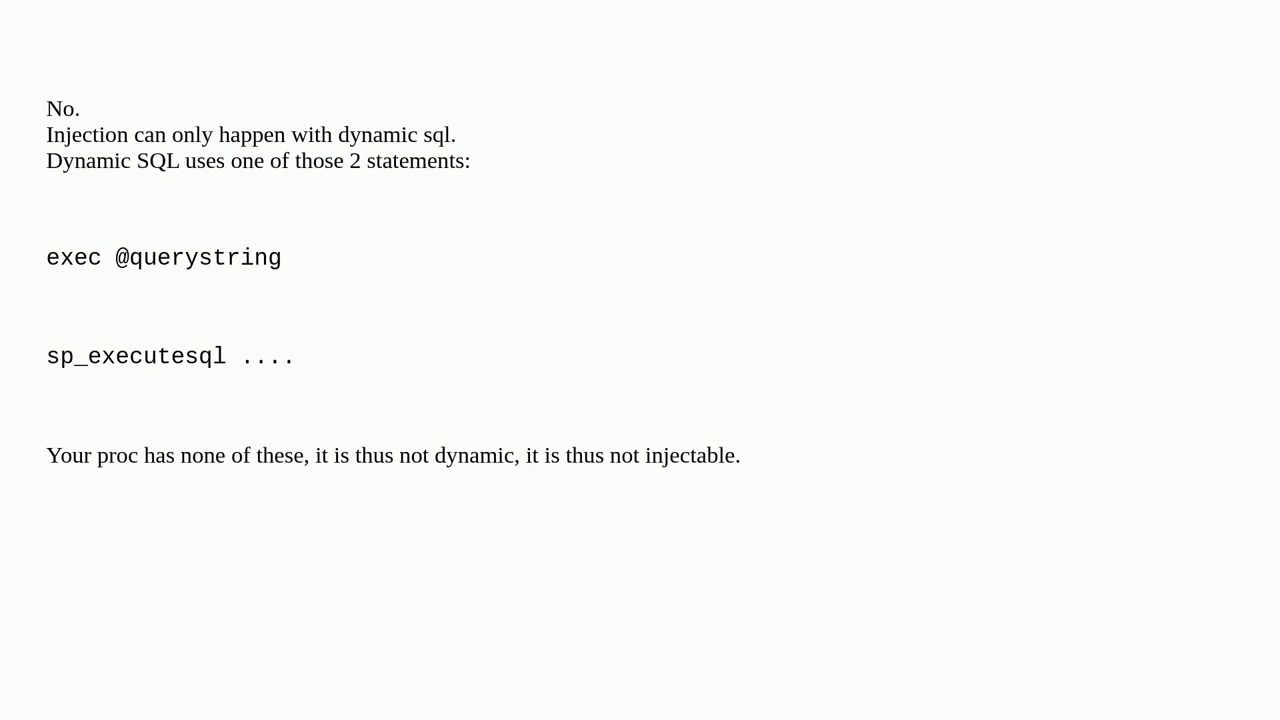 No.
Injection can only happen with dynamic sql.
Dynamic SQL uses one of those 2 statements:
exec @querystring
sp_executesql ....
Your proc has none of these, it is thus not dynamic, it is thus not injectable.